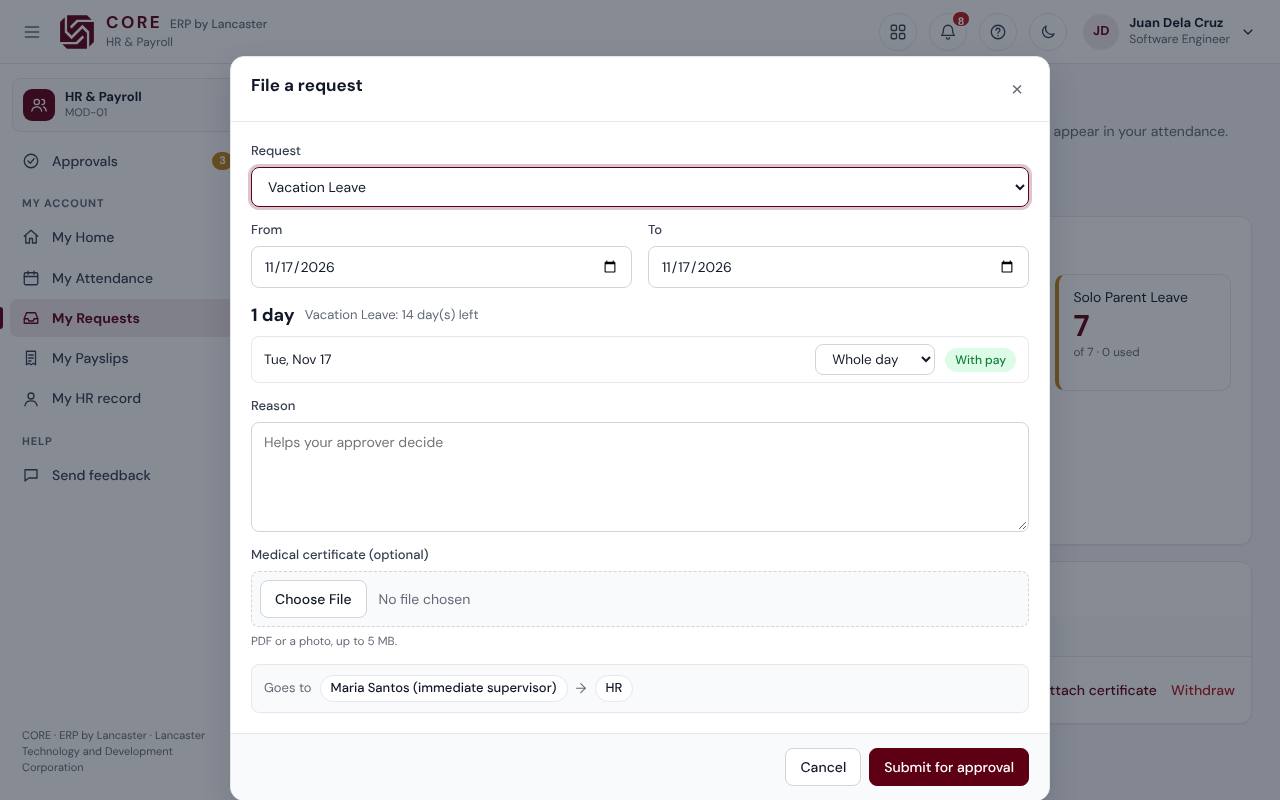 CORE ERP by Lancaster
HR & Payroll
8
JD
Juan Dela Cruz
Software Engineer
HR & Payroll
MOD-01
Approvals 3
MY ACCOUNT
My Home
My Attendance
My Requests
My Payslips
My HR record
HELP
Send feedback
CORE · ERP by Lancaster · Lancaster
Technology and Development
Corporation
appear in your attendance.
Solo Parent Leave
7
of 7 · 0 used
ttach certificate Withdraw
File a request
×
Request
Vacation Leave
From To
11/17/2026 11/17/2026
1 day Vacation Leave: 14 day(s) left
Tue, Nov 17 Whole day With pay
Reason
Helps your approver decide
Medical certificate (optional)
Choose File No file chosen
PDF or a photo, up to 5 MB.
Goes to Maria Santos (immediate supervisor) → HR
Cancel Submit for approval